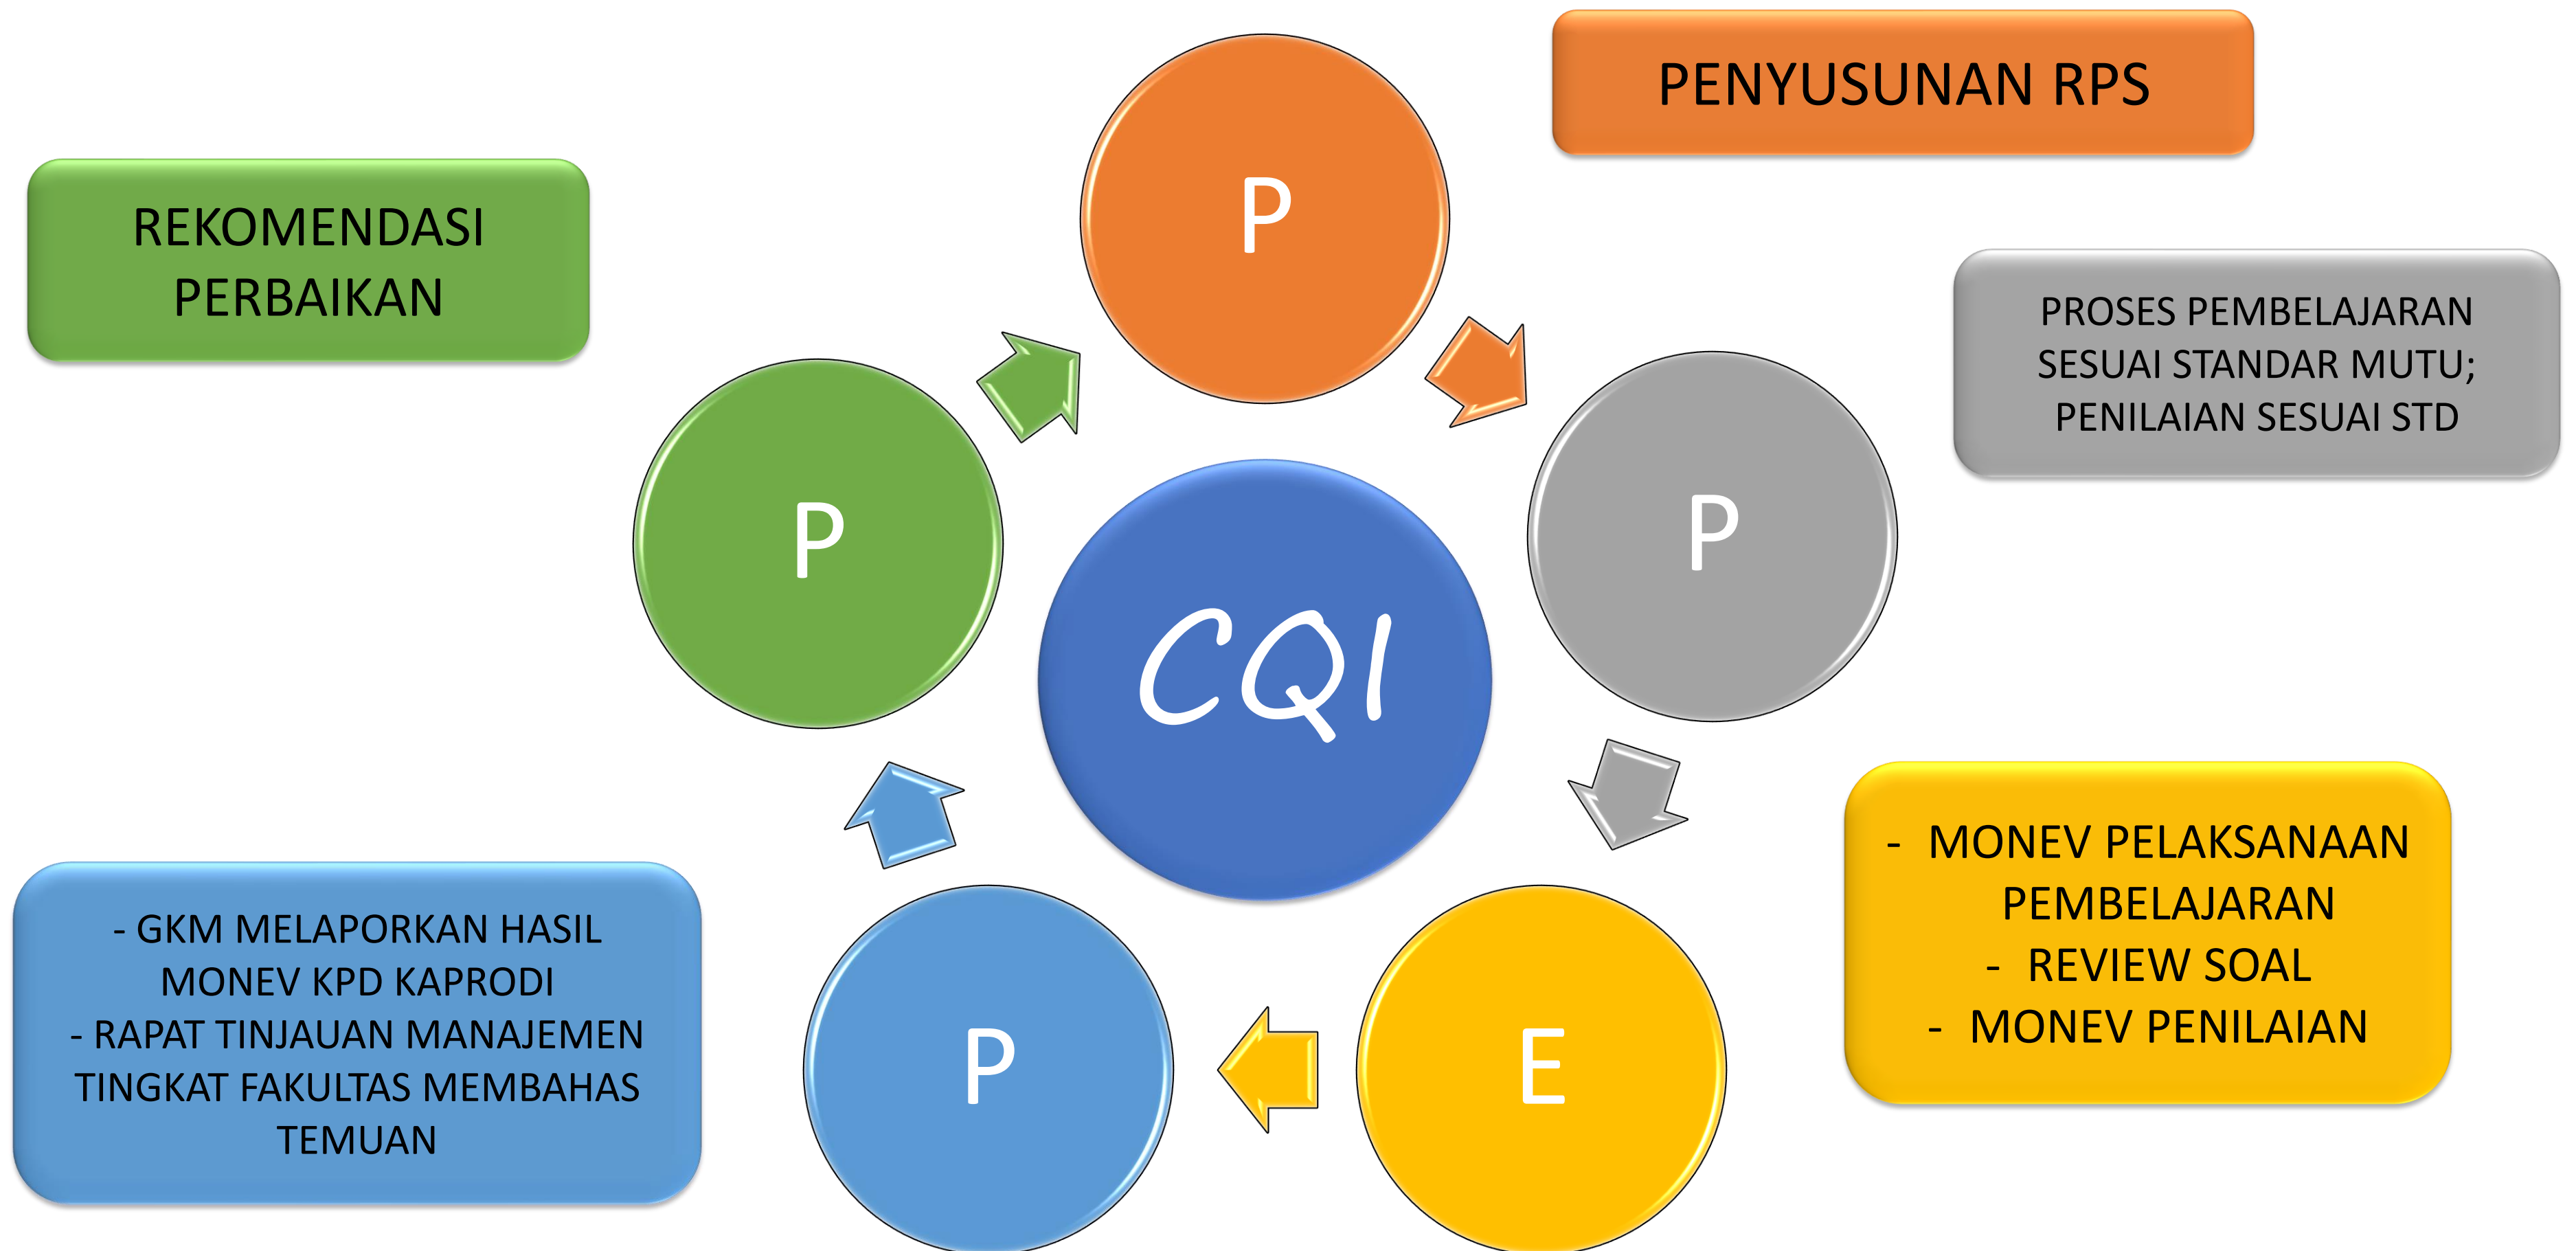 PENYUSUNAN RPS
P
REKOMENDASI
PERBAIKAN
PROSES PEMBELAJARAN
SESUAI STANDAR MUTU;
PENILAIAN SESUAI STD
P
P
CQI
- MONEV PELAKSANAAN
PEMBELAJARAN
- REVIEW SOAL
- MONEV PENILAIAN
- GKM MELAPORKAN HASIL
MONEV KPD KAPRODI
- RAPAT TINJAUAN MANAJEMEN
TINGKAT FAKULTAS MEMBAHAS
TEMUAN
P
E